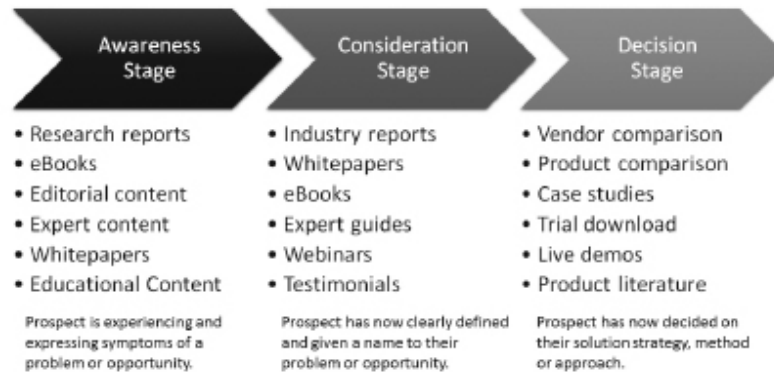 Awareness
Stage
• Research reports
• eBooks
• Editorial content
• Expert content
• Whitepapers
• Educational Content
Prospect is experiencing and
expressing symptoms of a
problem or opportunity.
Consideration
Stage
• Industry reports
• Whitepapers
• eBooks
• Expert guides
• Webinars
• Testimonials
Prospect has now clearly defined
and given a name to their
problem or opportunity.
Decision
Stage
• Vendor comparison
• Product comparison
• Case studies
• Trial download
• Live demos
• Product literature
Prospect has now decided on
their solution strategy, method
or approach.